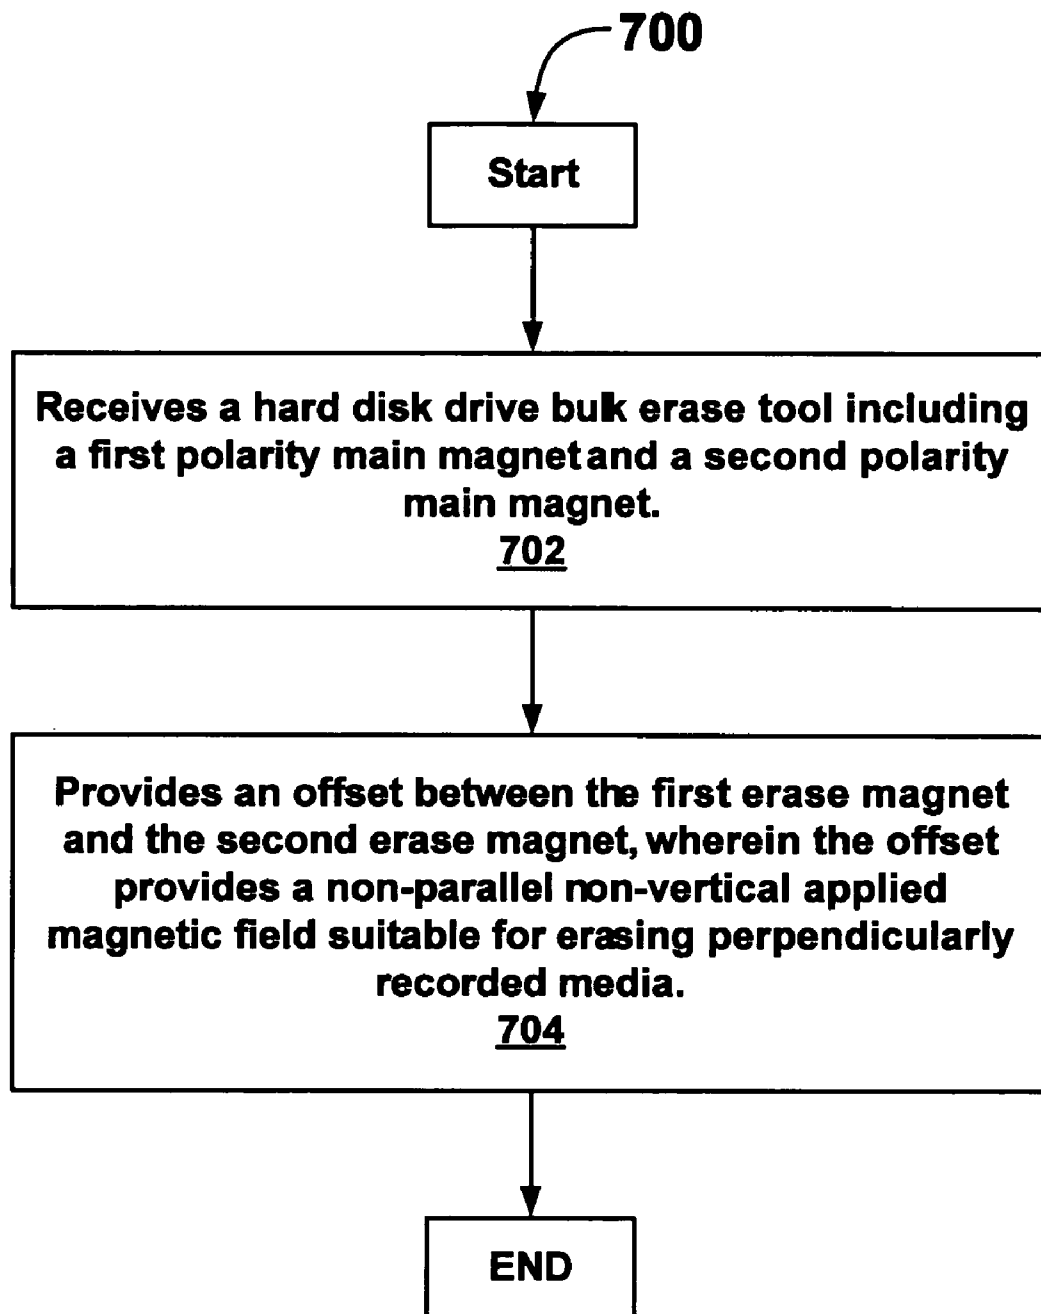 700
Start
Receives a hard disk drive bulk erase tool including
a first polarity main magnet and a second polarity
main magnet.
702
Provides an offset between the first erase magnet
and the second erase magnet, wherein the offset
provides a non-parallel non-vertical applied
magnetic field suitable for erasing perpendicularly
recorded media.
704
END